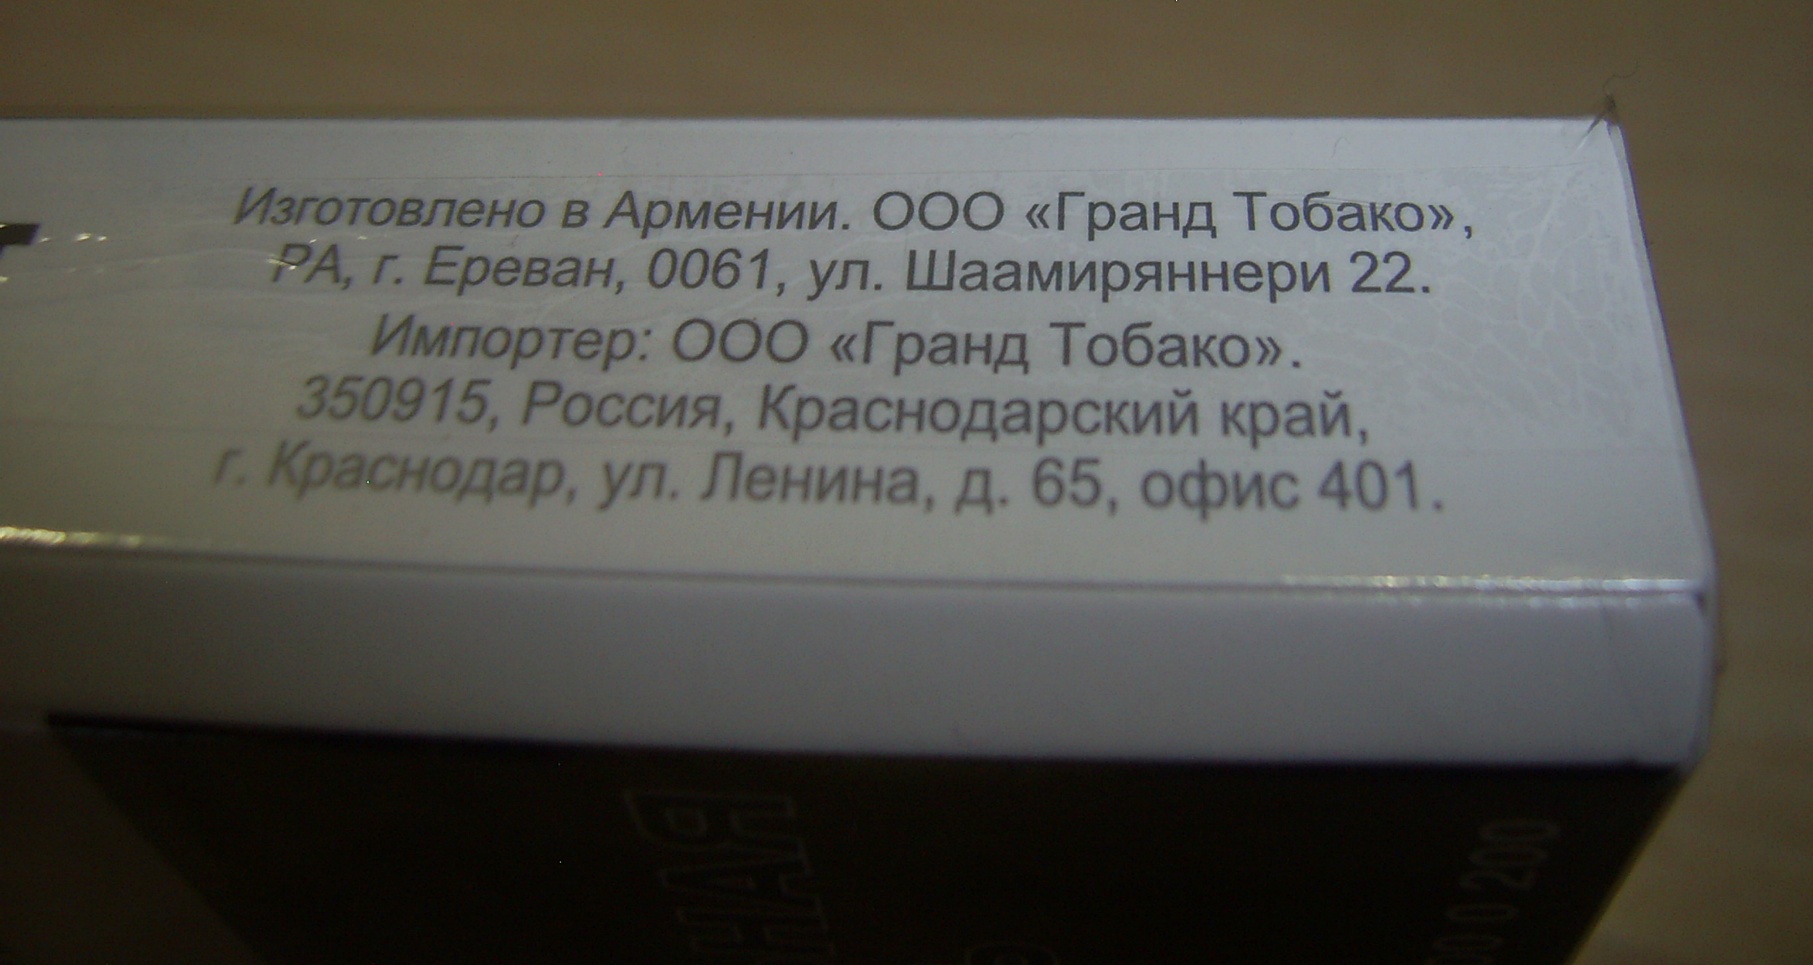 Изготовлено в Армении. ООО «Гранд Тобако»,
РА, г. Ереван, 0061, ул. Шаамиряннери 22.
Импортер: ООО «Гранд Тобако».
350915, Россия, Краснодарский край,
г. Краснодар, ул. Ленина, д. 65, офис 401.